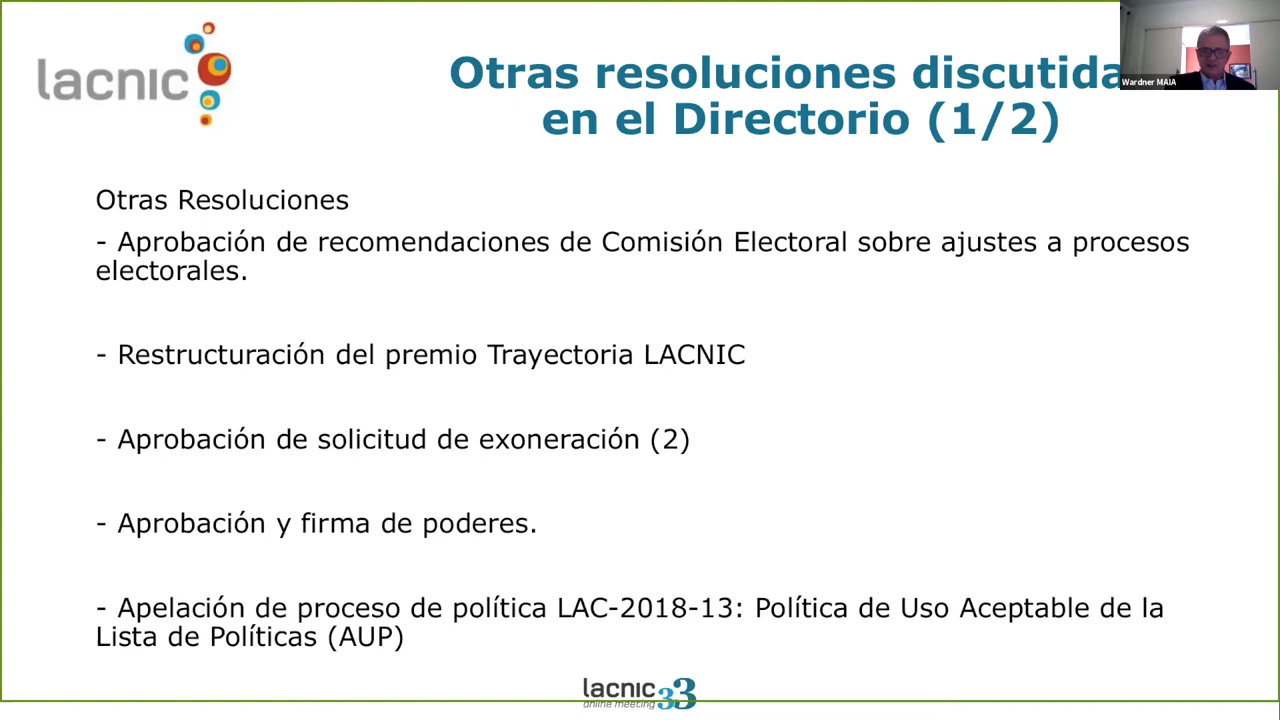 lacnic
Otras resoluciones discutida
en el Directorio (1/2)
Wardner MAIA
Otras Resoluciones
- Aprobación de recomendaciones de Comisión Electoral sobre ajustes a procesos
electorales.
- Restructuración del premio Trayectoria LACNIC
- Aprobación de solicitud de exoneración (2)
- Aprobación y firma de poderes.
- Apelación de proceso de política LAC-2018-13: Política de Uso Aceptable de la
Lista de Políticas (AUP)
lacnic 33
online meeting